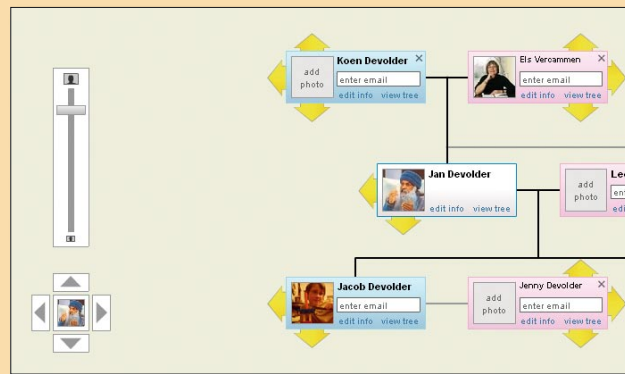 Koen Devolder
add
photo
enter email
edit info view tree
Els Vercammen
enter email
edit info view tree
Jan Devolder
edit info view tree
add
photo
Jacob Devolder
enter email
edit info view tree
Jenny Devolder
add
photo
enter email
edit info view tree